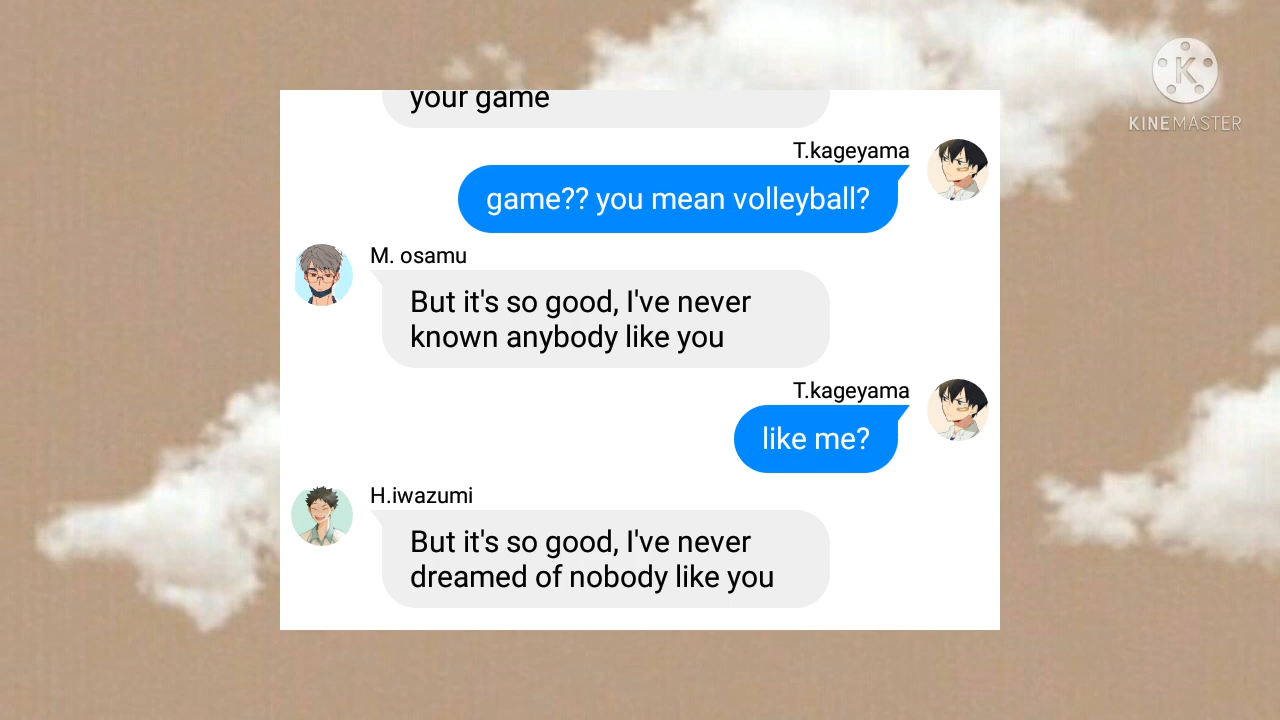 your game
T.kageyama
game?? you mean volleyball?
M. osamu
But it's so good, I've never
known anybody like you
T.kageyama
like me?
H.iwazumi
But it's so good, I've never
dreamed of nobody like you
K
KINEMASTER